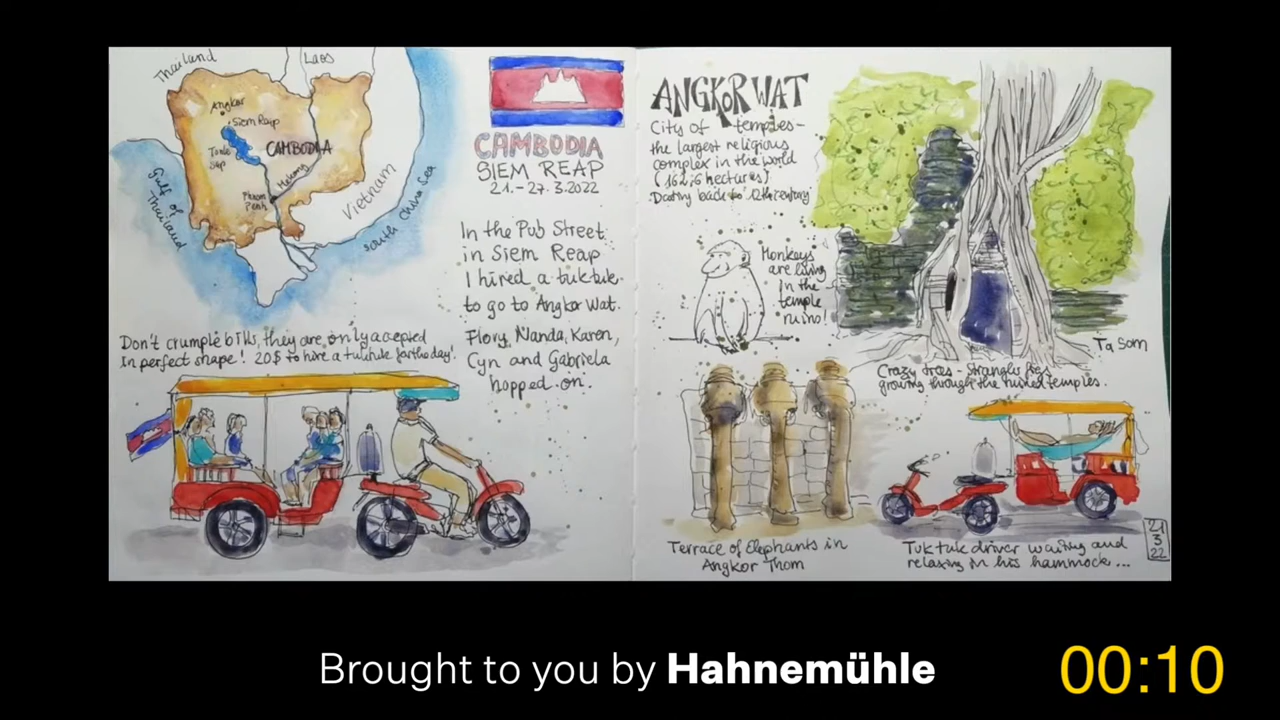 Thailand
Laos
Angkor
Siem Reap
Tonle
Sap
CAMBODIA
Mekong
Phnom
Penh
Vietnam
Gulf of
Thailand
South China Sea
CAMBODIA
SIEM REAP
21.-27.3.2022
In the Pub Street
in Siem Reap
I hired a tuktuk
to go to Angkor Wat.
Flory, Nanda, Karen,
Cyn and Gabriela
hopped on.
Don't crumple bills, they are only accepted
In perfect shape! 20$ to hire a tuktuk for the day!
ANGKOR WAT
City of temples-
the largest religious
complex in the world
(162,6 hectares)
Dating back to 12th century
Monkeys
are living
in the
temple
ruins!
Ta Som
Crazy trees - Strangler figs
growing through the ruined temples.
Terrace of Elephants in
Angkor Thom
Tuktuk driver waiting and
relaxing in his hammock...
21
3
22
Brought to you by Hahnemühle
00:10